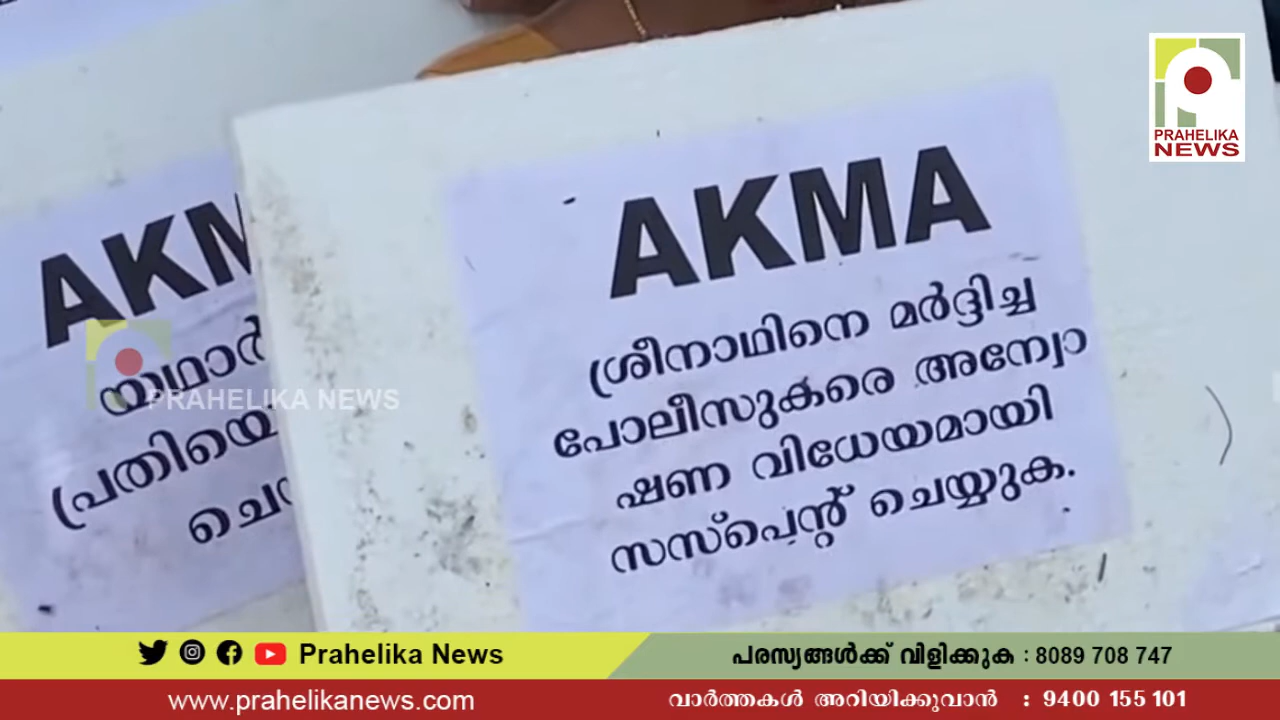 PRAHELIKA
NEWS
AKMA
ശ്രീനാഥിനെ മർദ്ദിച്ച
പോലീസുകരെ അന്വോ
ഷണ വിധേയമായി
സസ്പെന്റ് ചെയ്യുക.
AKM
യഥാർ
പ്രതിയെ
ചെയ
PRAHELIKA NEWS
Prahelika News
പരസ്യങ്ങൾക്ക് വിളിക്കുക : 8089 708 747
www.prahelikanews.com
വാർത്തകൾ അറിയിക്കുവാൻ : 9400 155 101